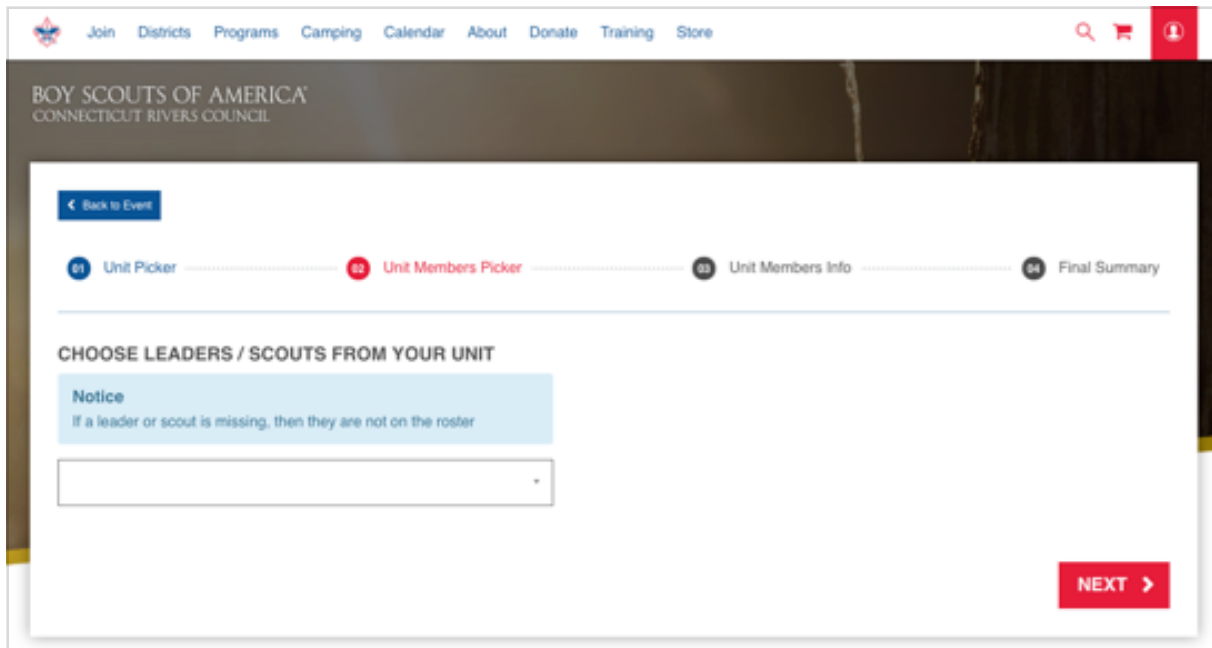 Join Districts Programs Camping Calendar About Donate Training Store
BOY SCOUTS OF AMERICA®
CONNECTICUT RIVERS COUNCIL
Back to Event
01 Unit Picker 02 Unit Members Picker 03 Unit Members Info 04 Final Summary
CHOOSE LEADERS / SCOUTS FROM YOUR UNIT
Notice
If a leader or scout is missing, then they are not on the roster
NEXT